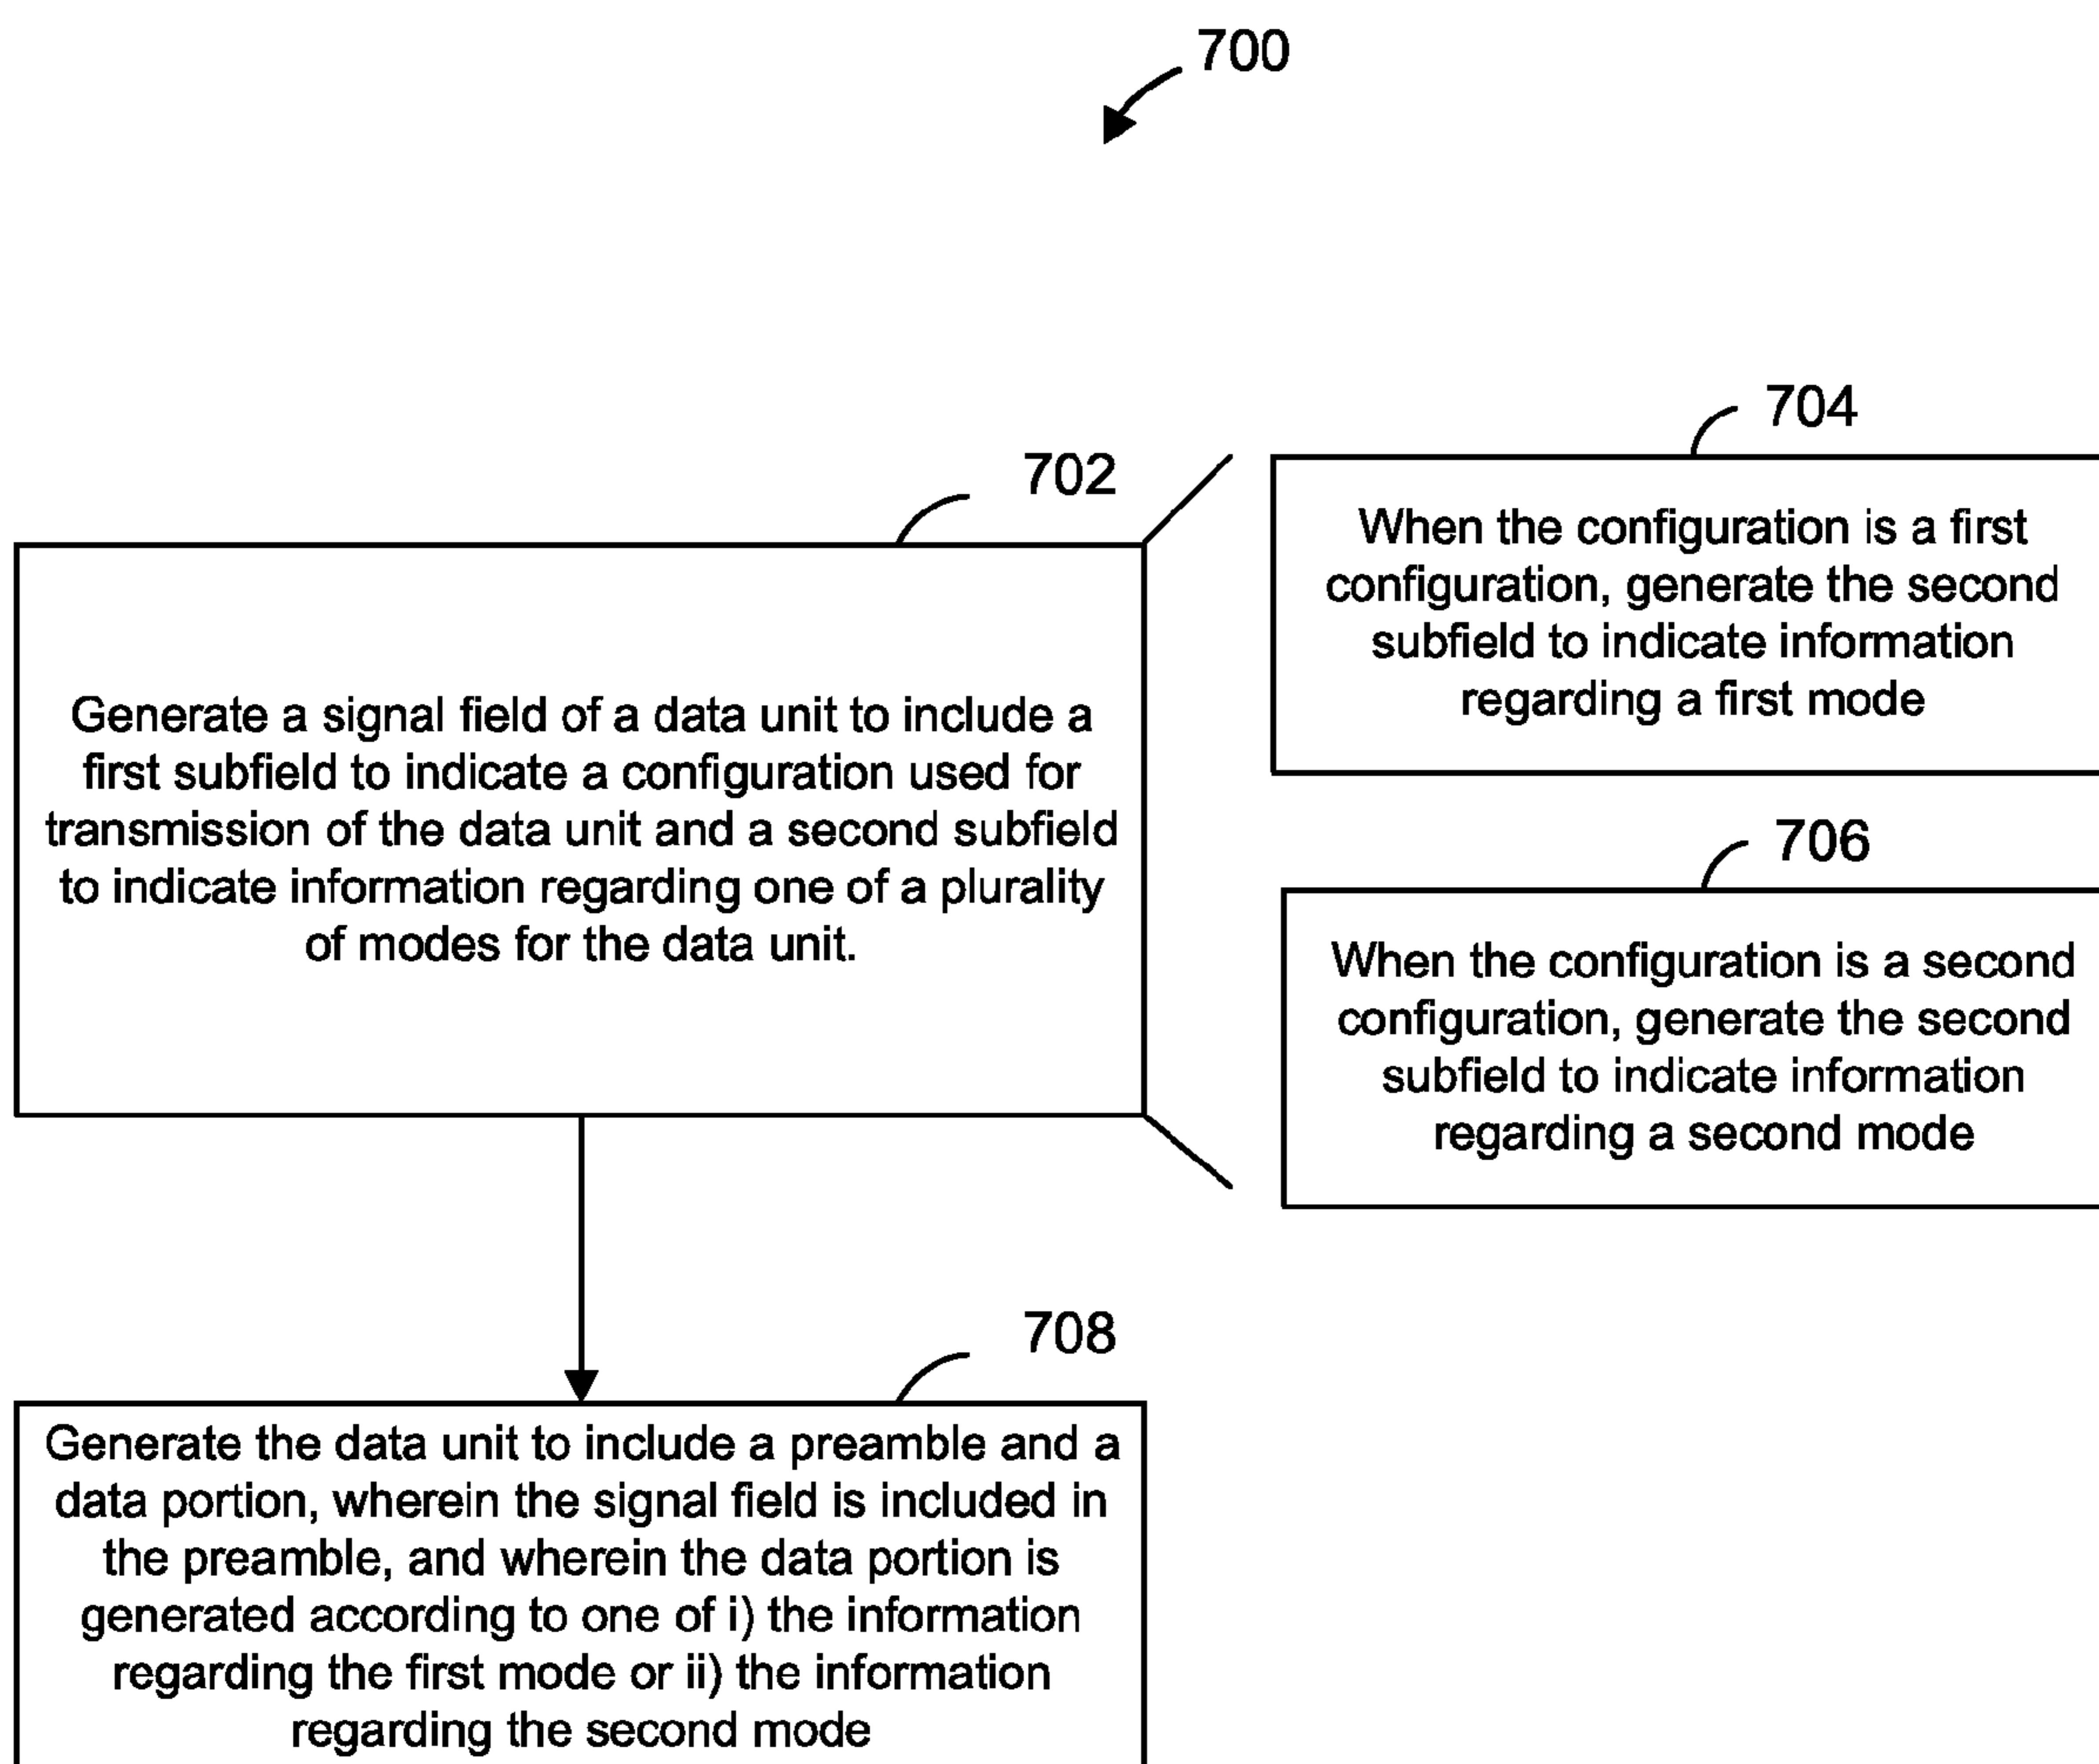 700
702
Generate a signal field of a data unit to include a
first subfield to indicate a configuration used for
transmission of the data unit and a second subfield
to indicate information regarding one of a plurality
of modes for the data unit.
704
When the configuration is a first
configuration, generate the second
subfield to indicate information
regarding a first mode
706
When the configuration is a second
configuration, generate the second
subfield to indicate information
regarding a second mode
708
Generate the data unit to include a preamble and a
data portion, wherein the signal field is included in
the preamble, and wherein the data portion is
generated according to one of i) the information
regarding the first mode or ii) the information
regarding the second mode